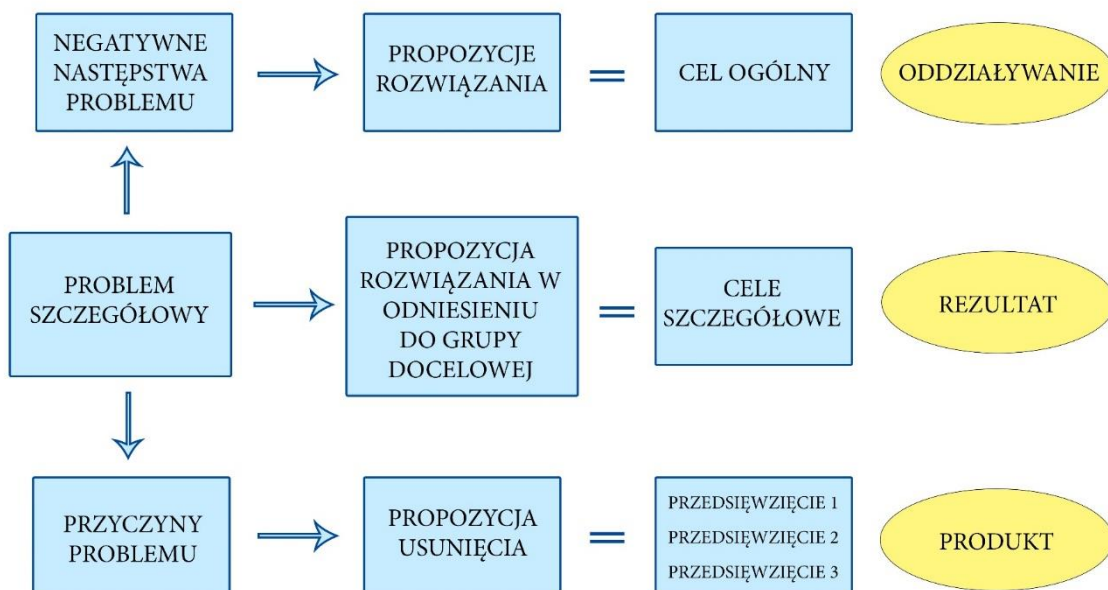 NEGATYWNE
NASTĘPSTWA
PROBLEMU
PROPOZYCJE
ROZWIĄZANIA
=
CEL OGÓLNY
ODDZIAŁYWANIE
PROBLEM
SZCZEGÓŁOWY
PROPOZYCJA
ROZWIĄZANIA W
ODNIESIENIU
DO GRUPY
DOCELOWEJ
=
CELE
SZCZEGÓŁOWE
REZULTAT
PRZYCZYNY
PROBLEMU
PROPOZYCJA
USUNIĘCIA
=
PRZEDSIĘWZIĘCIE 1
PRZEDSIĘWZIĘCIE 2
PRZEDSIĘWZIĘCIE 3
PRODUKT